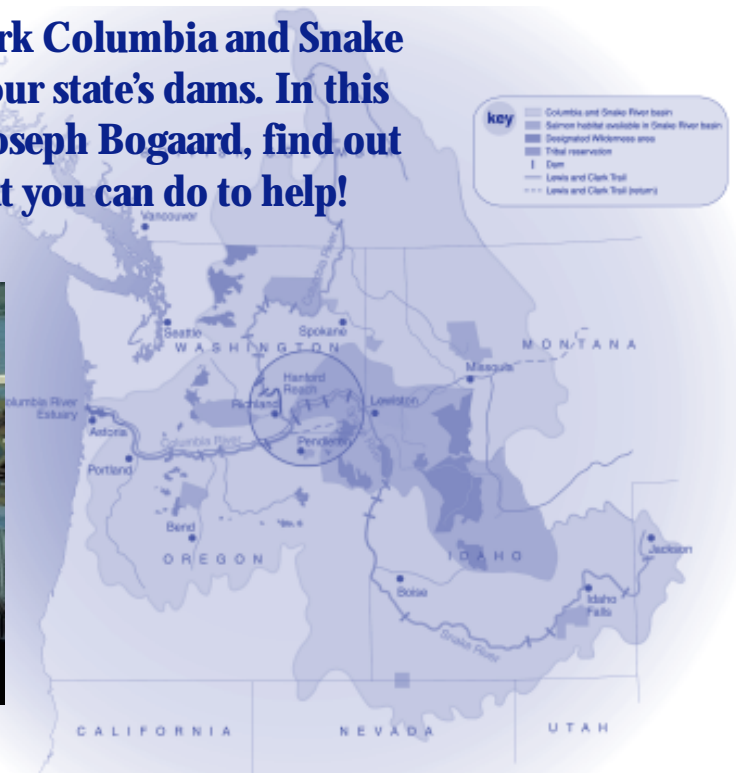 rk Columbia and Snake
our state's dams. In this
oseph Bogaard, find out
t you can do to help!
key
Columbia and Snake River basin
Salmon habitat available in Snake River basin
Designated Wilderness area
Tribal reservation
Dam
Lewis and Clark Trail
Lewis and Clark Trail (return)
BRITISH COLUMBIA
Vancouver
Columbia River
Seattle
Spokane
WASHINGTON
MONTANA
Missoula
Hanford
Reach
Columbia River
Estuary
Richland
Lewiston
Astoria
Columbia River
Pendleton
Portland
Bend
OREGON
IDAHO
Jackson
Boise
Idaho
Falls
Snake River
CALIFORNIA
NEVADA
UTAH